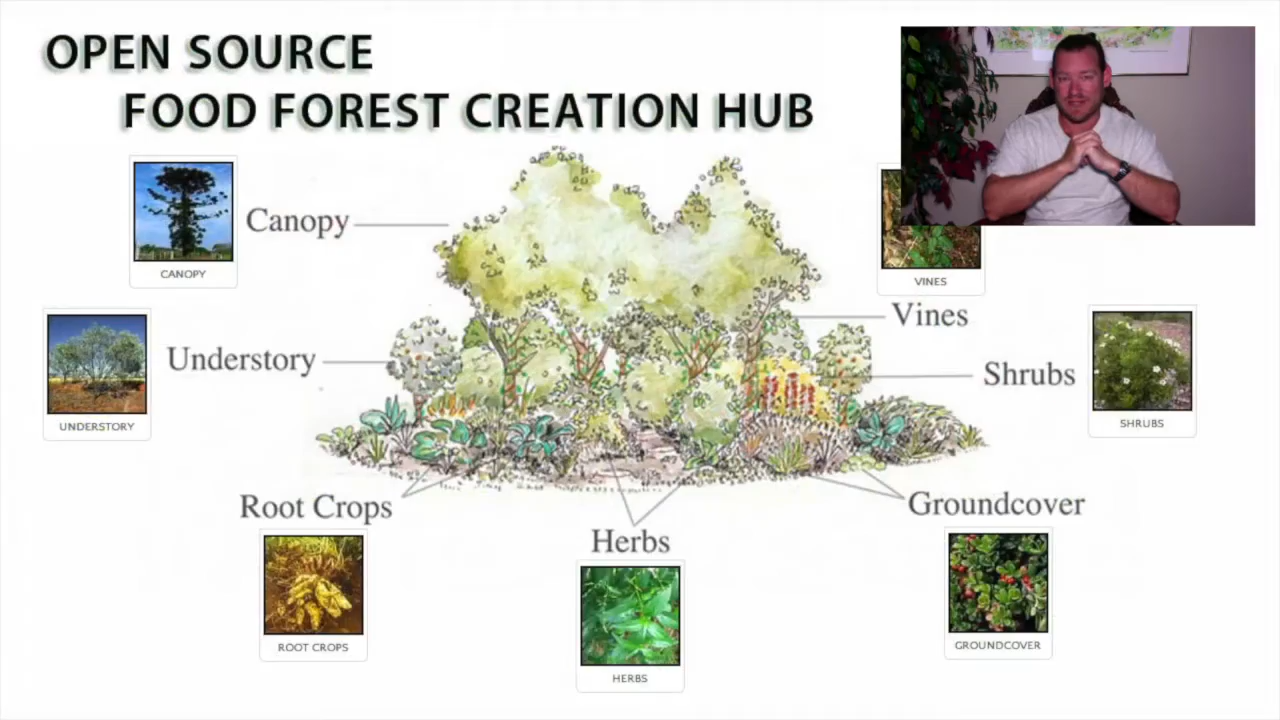 OPEN SOURCE
FOOD FOREST CREATION HUB
CANOPY
Canopy
VINES
Vines
UNDERSTORY
Understory
Shrubs
SHRUBS
Root Crops
ROOT CROPS
Herbs
HERBS
Groundcover
GROUNDCOVER